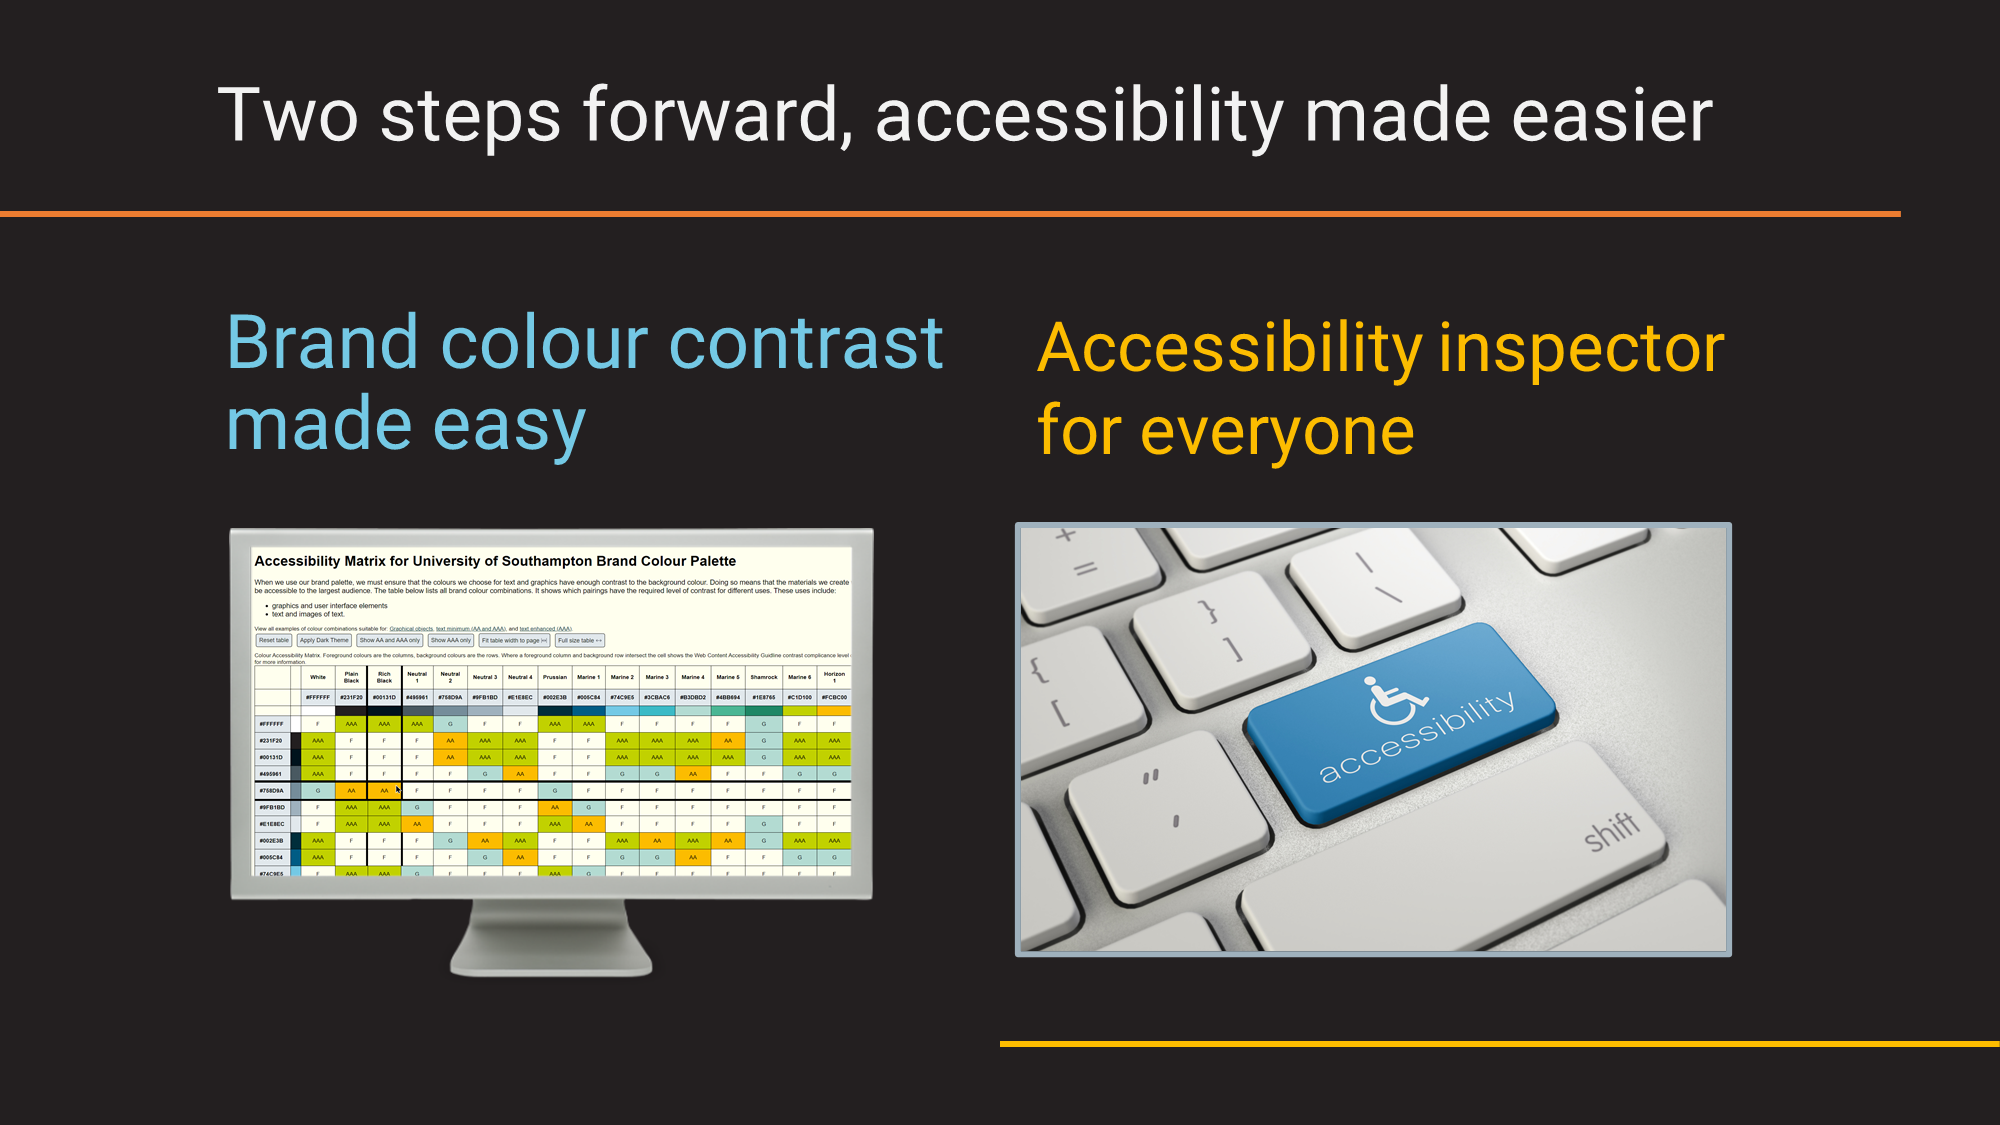 Two steps forward, accessibility made easier
Brand colour contrast
made easy
Accessibility inspector
for everyone
Accessibility Matrix for University of Southampton Brand Colour Palette
When we use our brand palette, we must ensure that the colours we choose for text and graphics have enough contrast to the background colour. Doing so means that the materials we create
be accessible to the largest audience. The table below lists all brand colour combinations. It shows which pairings have the required level of contrast for different uses. These uses include:
• graphics and user interface elements
• text and images of text.
View all examples of colour combinations suitable for: Graphical objects, text minimum (AA and AAA), and text enhanced (AAA).
Reset table Apply Dark Theme Show AA and AAA only Show AAA only Fit table width to page Full size table
Colour Accessibility Matrix. Foreground colours are the columns, background colours are the rows. Where a foreground column and background row intersect the cell shows the Web Content Accessibility Guidline contrast compliance level
for more information.
White Plain Black Rich Black Neutral 1 Neutral 2 Neutral 3 Neutral 4 Prussian Marine 1 Marine 2 Marine 3 Marine 4 Marine 5 Shamrock Marine 6 Horizon 1
#FFFFFF #231F20 #00131D #495961 #758D9A #9FB1BD #E1E8EC #002E3B #005C84 #74C9E5 #3CBAC6 #B3DBD2 #4BB694 #1E8765 #C1D100 #FCBC00
#FFFFFF F AAA AAA AAA G F F AAA AAA F F F F G F F
#231F20 AAA F F F AA AAA AAA F F AAA AAA AAA AA G AAA AAA
#00131D AAA F F F AA AAA AAA F F AAA AAA AAA AAA G AAA AAA
#495961 AAA F F F F G AA F F G G AA F F G G
#758D9A G AA AA F F F F G F F F F F F F F
#9FB1BD F AAA AAA G F F F AA G F F F F F F F
#E1E8EC F AAA AAA AA F F F AAA AA F F F F G F F
#002E3B AAA F F F G AA AAA F F AAA AA AAA AA G AAA AAA
#005C84 AAA F F F F G AA F F G G AA F F G G
#74C9E5 F AAA AAA G F F F AAA G F F F F F F F
+
=
|
\
}
]
{
[
"
'
accessibility
shift